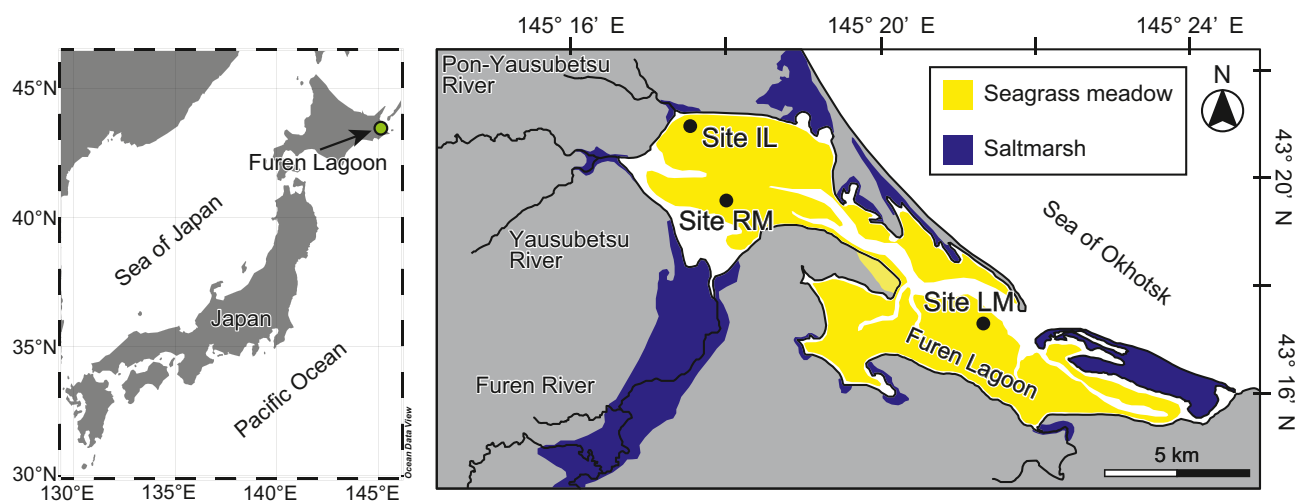 45°N
40°N
35°N
30°N
130°E
135°E
140°E
145°E
Furen Lagoon
Sea of Japan
Japan
Pacific Ocean
Ocean Data View
145° 16’ E
145° 20’ E
145° 24’ E
Pon-Yausubetsu
River
Seagrass meadow
Saltmarsh
N
Site IL
43° 20’ N
Site RM
Yausubetsu
River
Sea of Okhotsk
Site LM
Furen Lagoon
Furen River
43° 16’ N
5 km